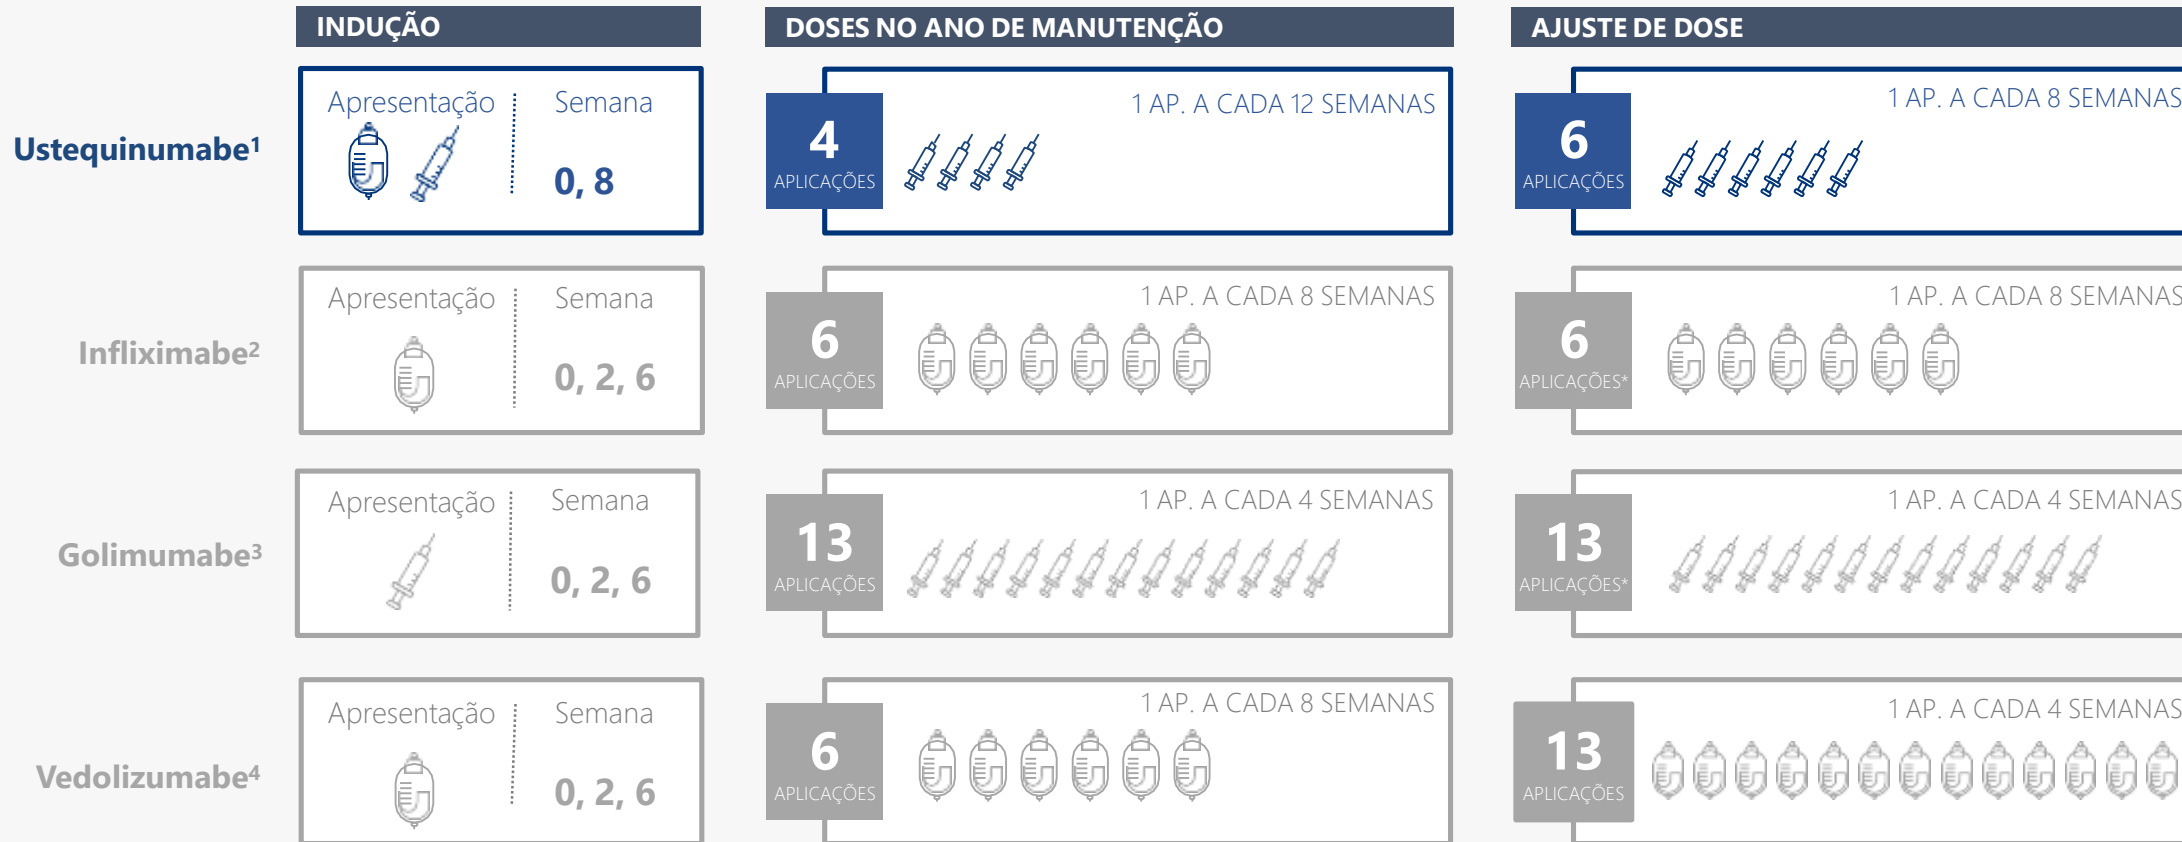 INDUÇÃO
DOSES NO ANO DE MANUTENÇÃO
AJUSTE DE DOSE
Ustequinumabe¹
Apresentação
Semana
0, 8
4
APLICAÇÕES
1 AP. A CADA 12 SEMANAS
6
APLICAÇÕES
1 AP. A CADA 8 SEMANAS
Infliximabe²
Apresentação
Semana
0, 2, 6
6
APLICAÇÕES
1 AP. A CADA 8 SEMANAS
6
APLICAÇÕES*
1 AP. A CADA 8 SEMANAS
Golimumabe³
Apresentação
Semana
0, 2, 6
13
APLICAÇÕES
1 AP. A CADA 4 SEMANAS
13
APLICAÇÕES*
1 AP. A CADA 4 SEMANAS
Vedolizumabe⁴
Apresentação
Semana
0, 2, 6
6
APLICAÇÕES
1 AP. A CADA 8 SEMANAS
13
APLICAÇÕES
1 AP. A CADA 4 SEMANAS